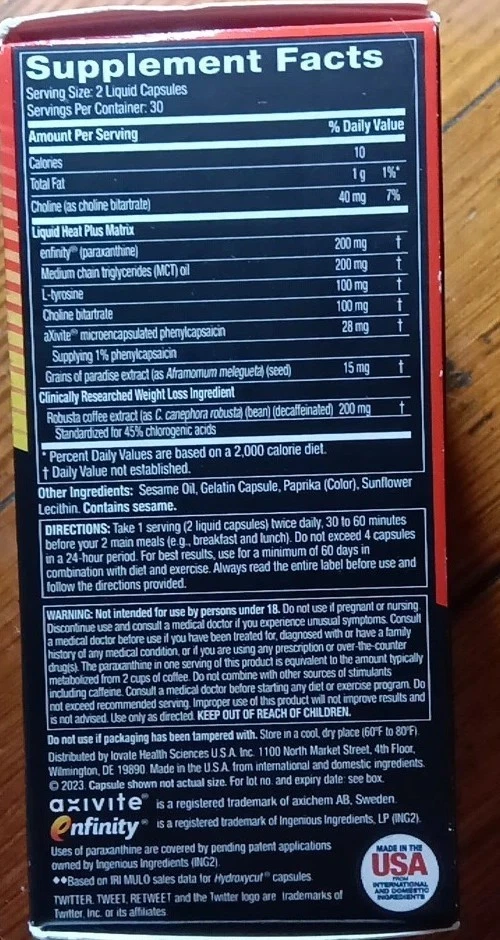 Supplement Facts
Serving Size: 2 Liquid Capsules
Servings Per Container: 30
Amount Per Serving % Daily Value
Calories 10
Total Fat 1 g 1%*
Choline (as choline bitartrate) 40 mg 7%
Liquid Heat Plus Matrix
enfinity® (paraxanthine) 200 mg †
Medium chain triglycerides (MCT) oil 200 mg †
L-tyrosine 100 mg †
Choline bitartrate 100 mg †
aXivite® microencapsulated phenylcapsaicin 28 mg †
Supplying 1% phenylcapsaicin
Grains of paradise extract (as Aframomum melegueta) (seed) 15 mg †
Clinically Researched Weight Loss Ingredient
Robusta coffee extract (as C. canephora robusta) (bean) (decaffeinated) 200 mg †
Standardized for 45% chlorogenic acids
* Percent Daily Values are based on a 2,000 calorie diet.
† Daily Value not established.
Other Ingredients: Sesame Oil, Gelatin Capsule, Paprika (Color), Sunflower
Lecithin. Contains sesame.
DIRECTIONS: Take 1 serving (2 liquid capsules) twice daily, 30 to 60 minutes
before your 2 main meals (e.g., breakfast and lunch). Do not exceed 4 capsules
in a 24-hour period. For best results, use for a minimum of 60 days in
combination with diet and exercise. Always read the entire label before use and
follow the directions provided.
WARNING: Not intended for use by persons under 18. Do not use if pregnant or nursing.
Discontinue use and consult a medical doctor if you experience unusual symptoms. Consult
a medical doctor before use if you have been treated for, diagnosed with or have a family
history of any medical condition, or if you are using any prescription or over-the-counter
drug(s). The paraxanthine in one serving of this product is equivalent to the amount typically
metabolized from 2 cups of coffee. Do not combine with other sources of stimulants
including caffeine. Consult a medical doctor before starting any diet or exercise program. Do
not exceed recommended serving. Improper use of this product will not improve results and
is not advised. Use only as directed. KEEP OUT OF REACH OF CHILDREN.
Do not use if packaging has been tampered with. Store in a cool, dry place (60°F to 80°F).
Distributed by Iovate Health Sciences U.S.A. Inc. 1100 North Market Street, 4th Floor,
Wilmington, DE 19890. Made in the U.S.A. from international and domestic ingredients.
© 2023. Capsule shown not actual size. For lot no. and expiry date: see box.
axivite® is a registered trademark of axichem AB, Sweden.
enfinity® is a registered trademark of Ingenious Ingredients, LP (ING2).
Uses of paraxanthine are covered by pending patent applications
owned by Ingenious Ingredients (ING2).
◆◆Based on IRI MULO sales data for Hydroxycut® capsules.
TWITTER, TWEET, RETWEET and the Twitter logo are trademarks of
Twitter, Inc. or its affiliates.
MADE IN THE
USA
FROM
INTERNATIONAL
AND DOMESTIC
INGREDIENTS